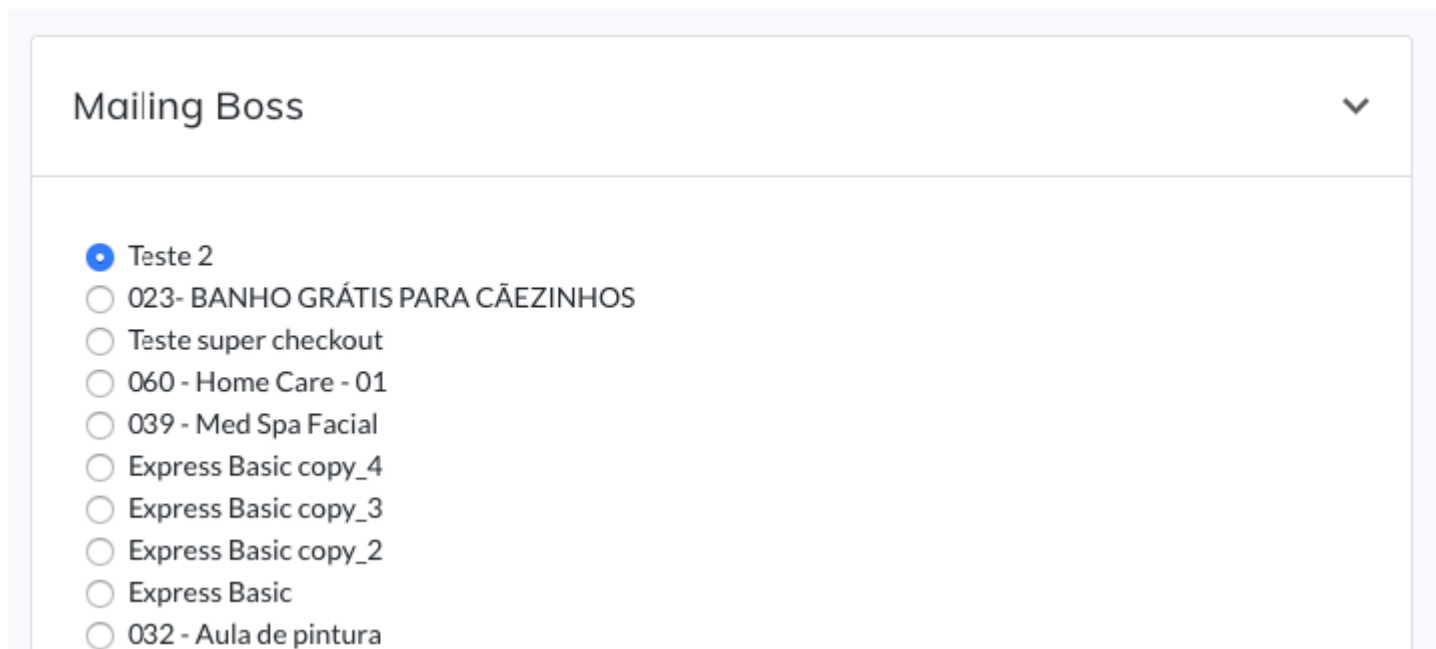 Mailing Boss
Teste 2
023- BANHO GRÁTIS PARA CÃEZINHOS
Teste super checkout
060 - Home Care - 01
039 - Med Spa Facial
Express Basic copy_4
Express Basic copy_3
Express Basic copy_2
Express Basic
032 - Aula de pintura